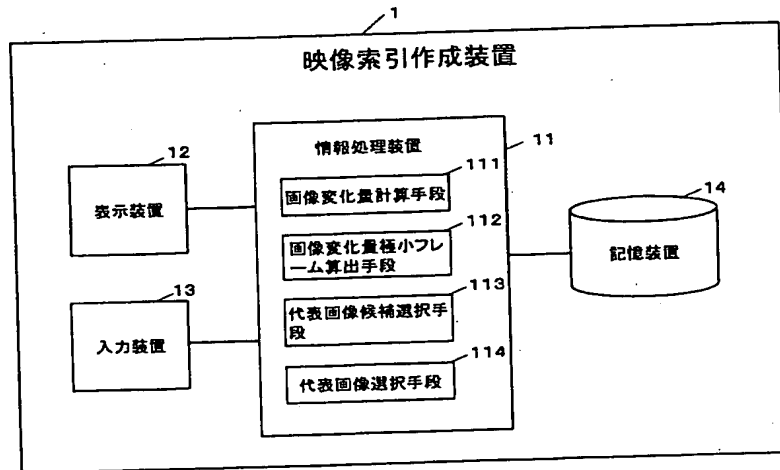 1
映像索引作成装置
情報処理装置
11
12
表示装置
111
画像変化量計算手段
112
画像変化量極小フレ
ーム算出手段
14
記憶装置
13
入力装置
113
代表画像候補選択手
段
114
代表画像選択手段